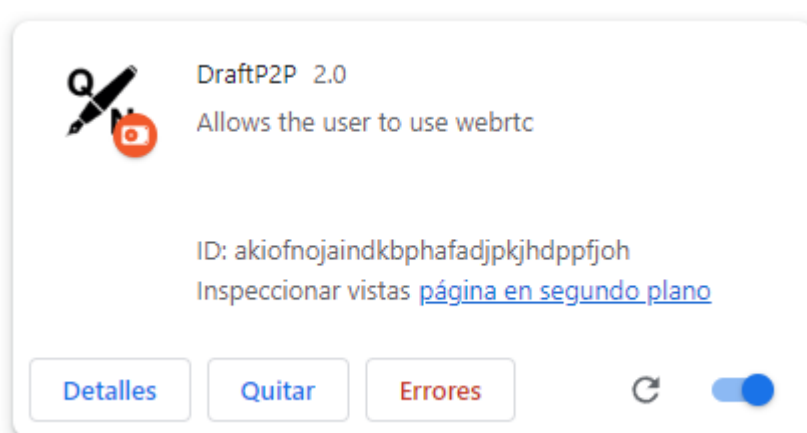 Q
N
DraftP2P 2.0
Allows the user to use webrtc
ID: akiofnojaindkbphafadjpkjhdppfjoh
Inspeccionar vistas página en segundo plano
Detalles Quitar Errores